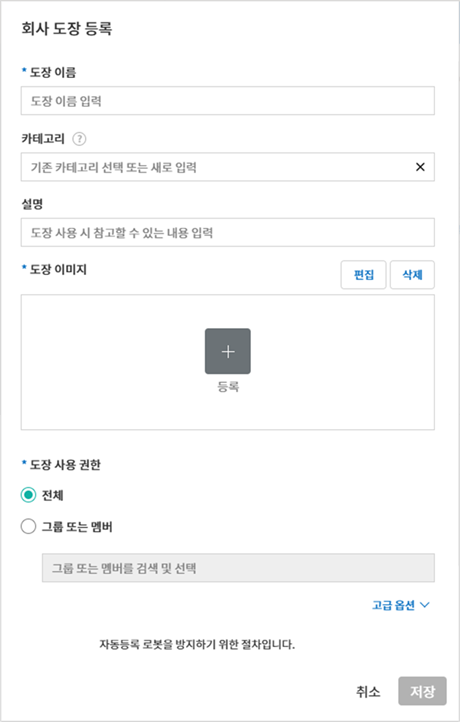 회사 도장 등록
* 도장 이름
도장 이름 입력
카테고리 ?
기존 카테고리 선택 또는 새로 입력 ✕
설명
도장 사용 시 참고할 수 있는 내용 입력
* 도장 이미지 편집 삭제
+
등록
* 도장 사용 권한
전체
그룹 또는 멤버
그룹 또는 멤버를 검색 및 선택
고급 옵션
자동등록 로봇을 방지하기 위한 절차입니다.
취소 저장